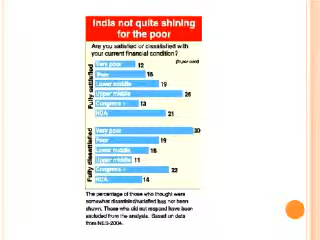 India not quite shining
for the poor
Are you satisfied or dissatisfied with
your current financial condition?
(In per cent)
Fully satisfied
Very poor 12
Poor 15
Lower middle 19
Upper middle 26
Congress + 13
NDA 21
Fully dissatisfied
Very poor 30
Poor 19
Lower middle 16
Upper middle 11
Congress + 22
NDA 14
The percentage of those who thought were
somewhat dissatisfied/satisfied has not been
shown. Those who did not respond have been
excluded from the analysis. Based on data
from NES-2004.